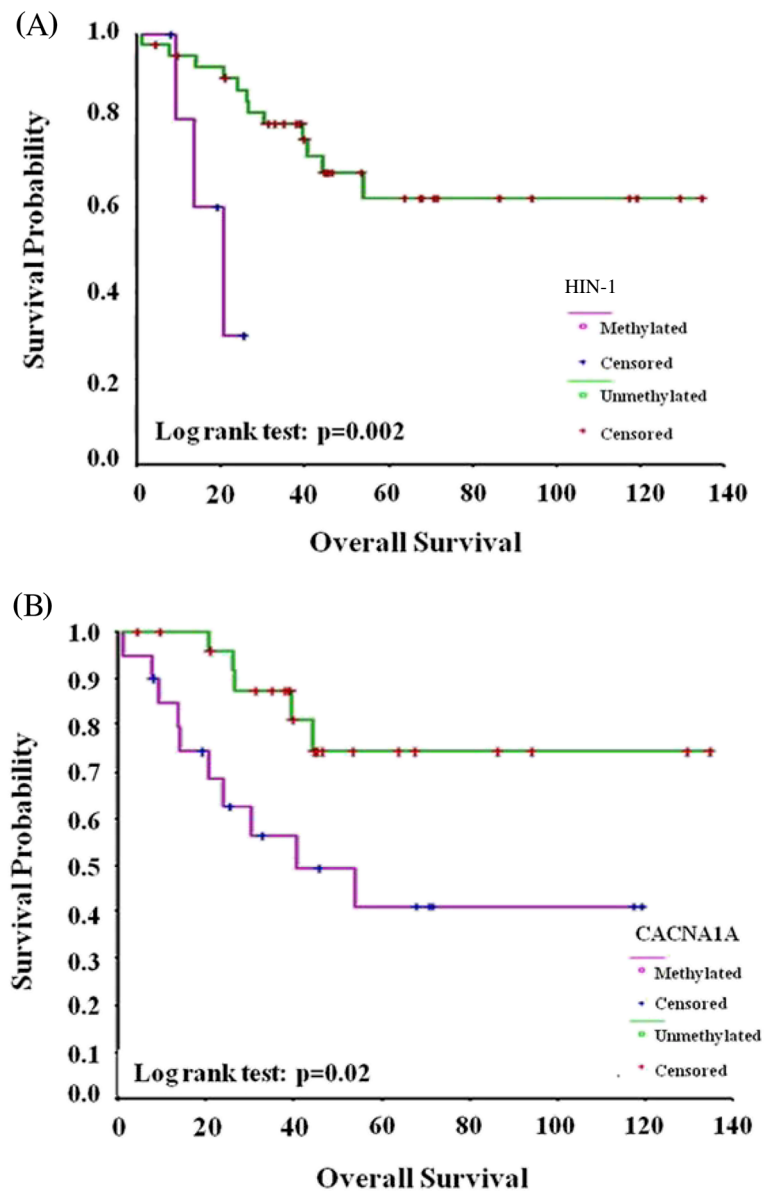 (A)
1.0
0.8
0.6
0.4
0.2
0.0
Survival Probability
HIN-1
Methylated
Censored
Unmethylated
Censored
Log rank test: p=0.002
0 20 40 60 80 100 120 140
Overall Survival
(B)
1.0
0.9
0.8
0.7
0.6
0.5
0.4
0.3
0.2
0.1
0.0
Survival Probability
CACNA1A
Methylated
Censored
Unmethylated
Censored
Log rank test: p=0.02
0 20 40 60 80 100 120 140
Overall Survival